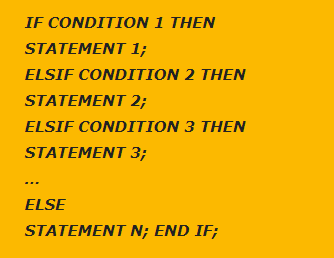 IF CONDITION 1 THEN
STATEMENT 1;
ELSIF CONDITION 2 THEN
STATEMENT 2;
ELSIF CONDITION 3 THEN
STATEMENT 3;
...
ELSE
STATEMENT N; END IF;